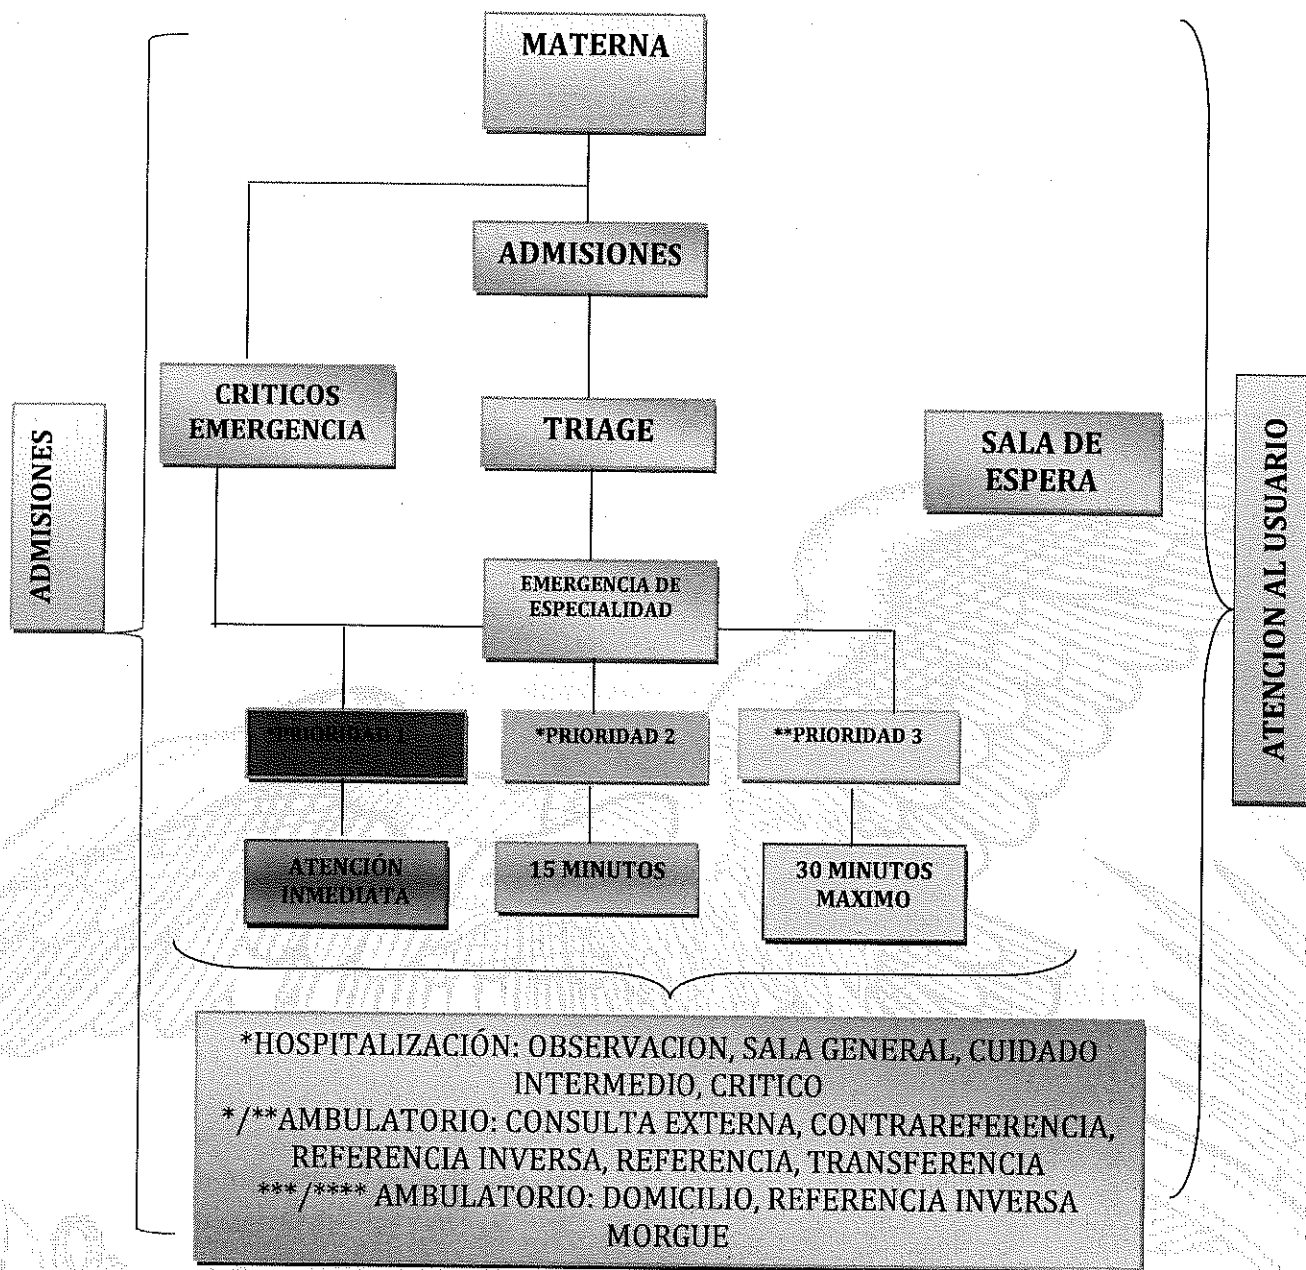 MATERNA
ADMISIONES
CRITICOS
EMERGENCIA
TRIAGE
SALA DE
ESPERA
ADMISIONES
ATENCION AL USUARIO
EMERGENCIA DE
ESPECIALIDAD
*PRIORIDAD 1
*PRIORIDAD 2
**PRIORIDAD 3
ATENCIÓN
INMEDIATA
15 MINUTOS
30 MINUTOS
MAXIMO
*HOSPITALIZACIÓN: OBSERVACION, SALA GENERAL, CUIDADO
INTERMEDIO, CRITICO
*/**AMBULATORIO: CONSULTA EXTERNA, CONTRAREFERENCIA,
REFERENCIA INVERSA, REFERENCIA, TRANSFERENCIA
***/**** AMBULATORIO: DOMICILIO, REFERENCIA INVERSA
MORGUE